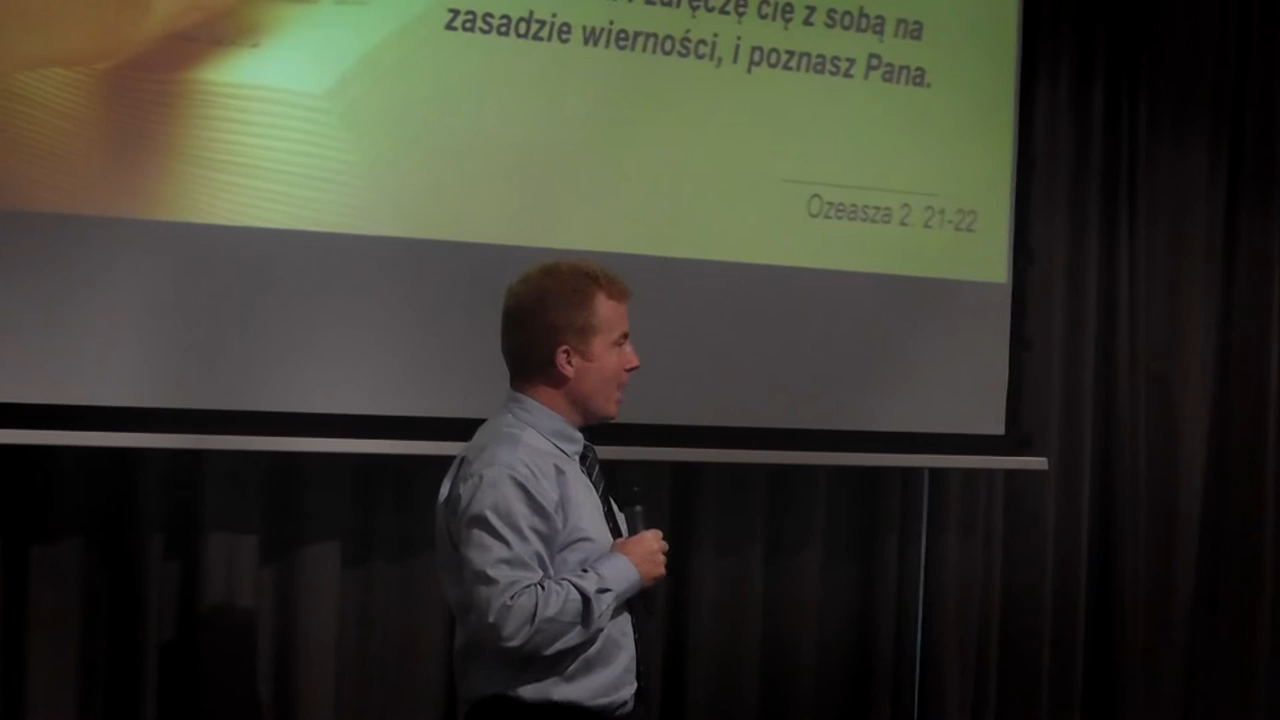 zaręczę cię z sobą na
zasadzie wierności, i poznasz Pana.
Ozeasza 2. 21-22